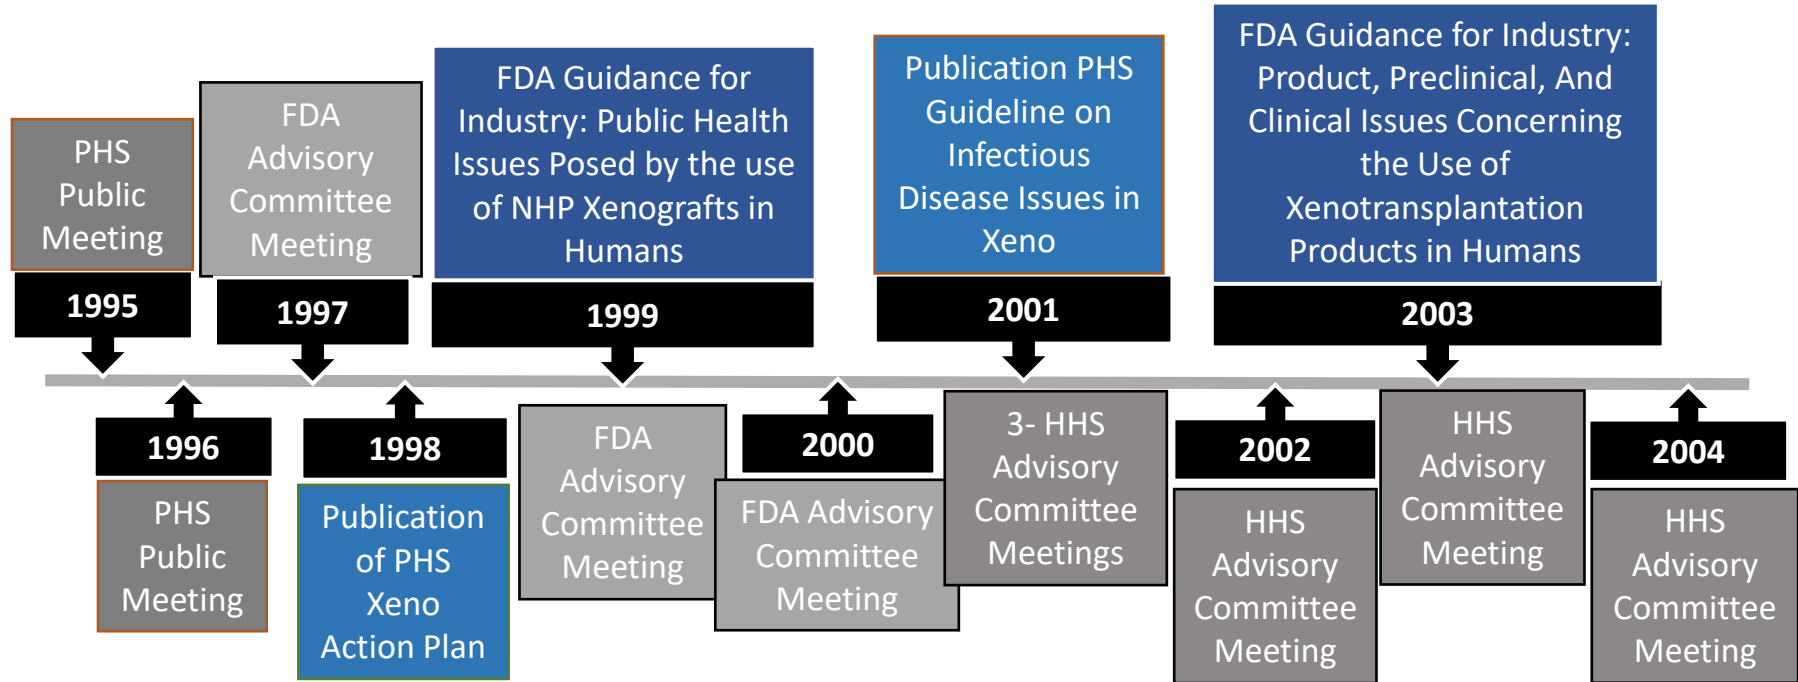 PHS
Public
Meeting
1995
FDA
Advisory
Committee
Meeting
1997
FDA Guidance for
Industry: Public Health
Issues Posed by the use
of NHP Xenografts in
Humans
1999
Publication PHS
Guideline on
Infectious
Disease Issues in
Xeno
2001
FDA Guidance for Industry:
Product, Preclinical, And
Clinical Issues Concerning
the Use of
Xenotransplantation
Products in Humans
2003
1996
PHS
Public
Meeting
1998
Publication
of PHS
Xeno
Action Plan
FDA
Advisory
Committee
Meeting
2000
FDA Advisory
Committee
Meeting
3- HHS
Advisory
Committee
Meetings
2002
HHS
Advisory
Committee
Meeting
HHS
Advisory
Committee
Meeting
2004
HHS
Advisory
Committee
Meeting